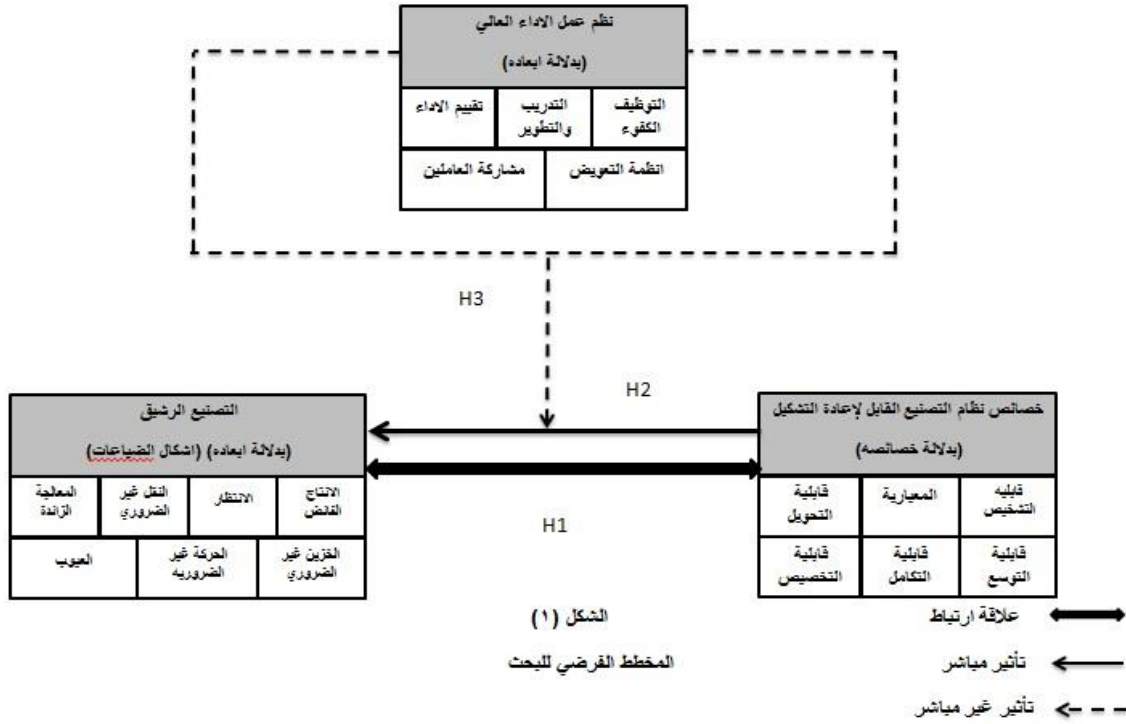 نظم عمل الاداء العالي
(بدلالة ابعاده)
التوظيف الكفوء
التدريب والتطوير
تقييم الاداء
انظمة التعويض
مشاركة العاملين
H3
H2
خصائص نظام التصنيع القابل لإعادة التشكيل
(بدلالة خصائصه)
قابليه التشخيص
المعيارية
قابلية التحويل
قابلية التوسع
قابلية التكامل
قابلية التخصيص
التصنيع الرشيق
(بدلالة ابعاده) (اشكال الضياعات)
الانتاج الفائض
الانتظار
النقل غير الضروري
المعالجة الزائدة
الخزين غير الضروري
الحركة غير الضروريه
العيوب
H1
علاقة ارتباط
تأثير مباشر
تأثير غير مباشر
الشكل (١)
المخطط الفرضي للبحث